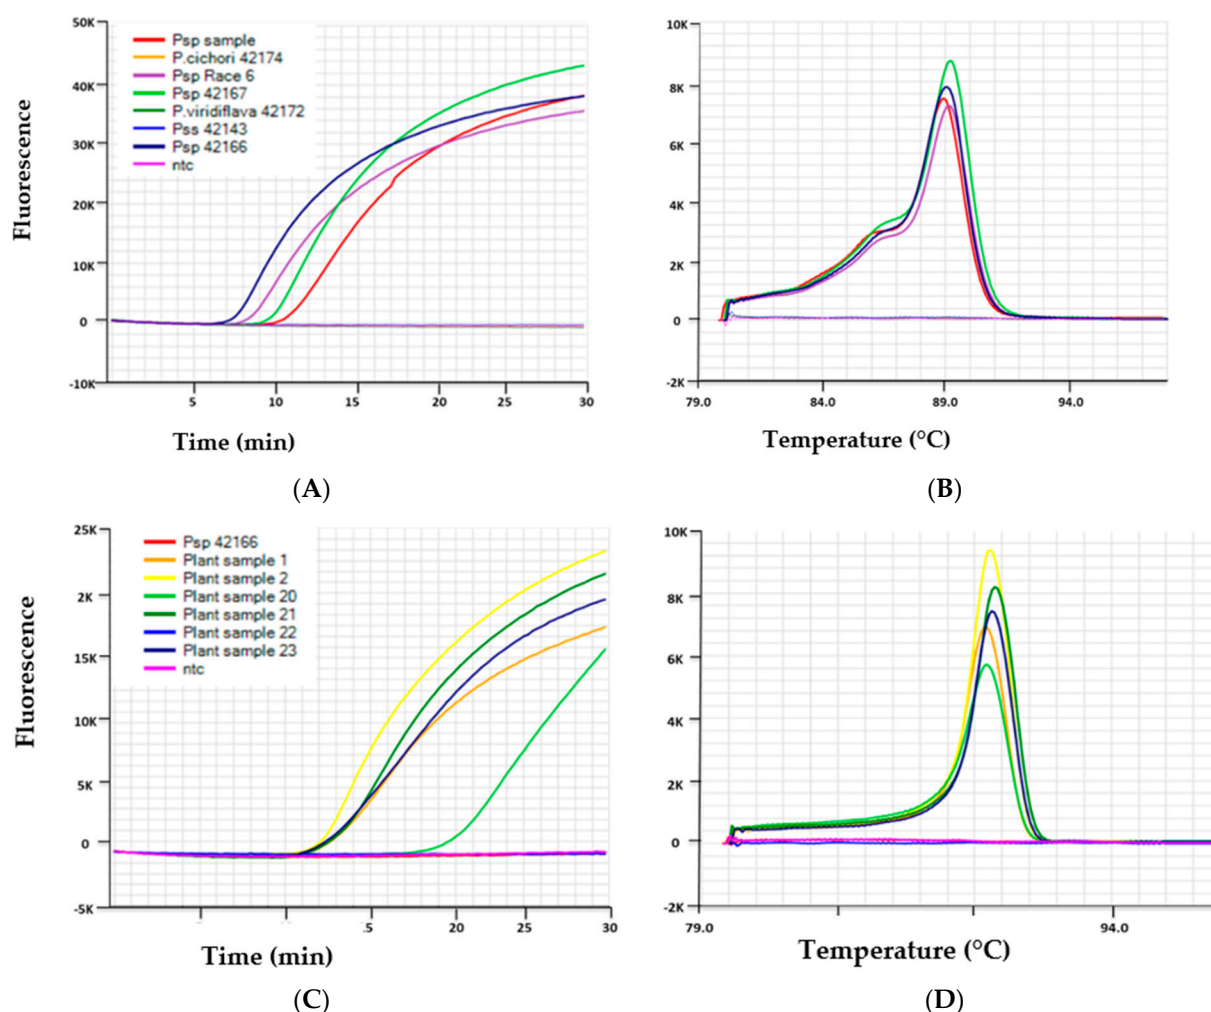 50K
40K
30K
20K
10K
0
-10K
Fluorescence
Psp sample
P.cichori 42174
Psp Race 6
Psp 42167
P.viridiflava 42172
Pss 42143
Psp 42166
ntc
5
10
15
20
25
30
Time (min)
(A)
10K
8K
6K
4K
2K
0
-2K
79.0
84.0
89.0
94.0
Temperature (°C)
(B)
25K
2K
15K
10K
5K
0
-5K
Fluorescence
Psp 42166
Plant sample 1
Plant sample 2
Plant sample 20
Plant sample 21
Plant sample 22
Plant sample 23
ntc
.5
20
25
30
Time (min)
(C)
10K
8K
6K
4K
2K
0
-2K
79.0
94.0
Temperature (°C)
(D)